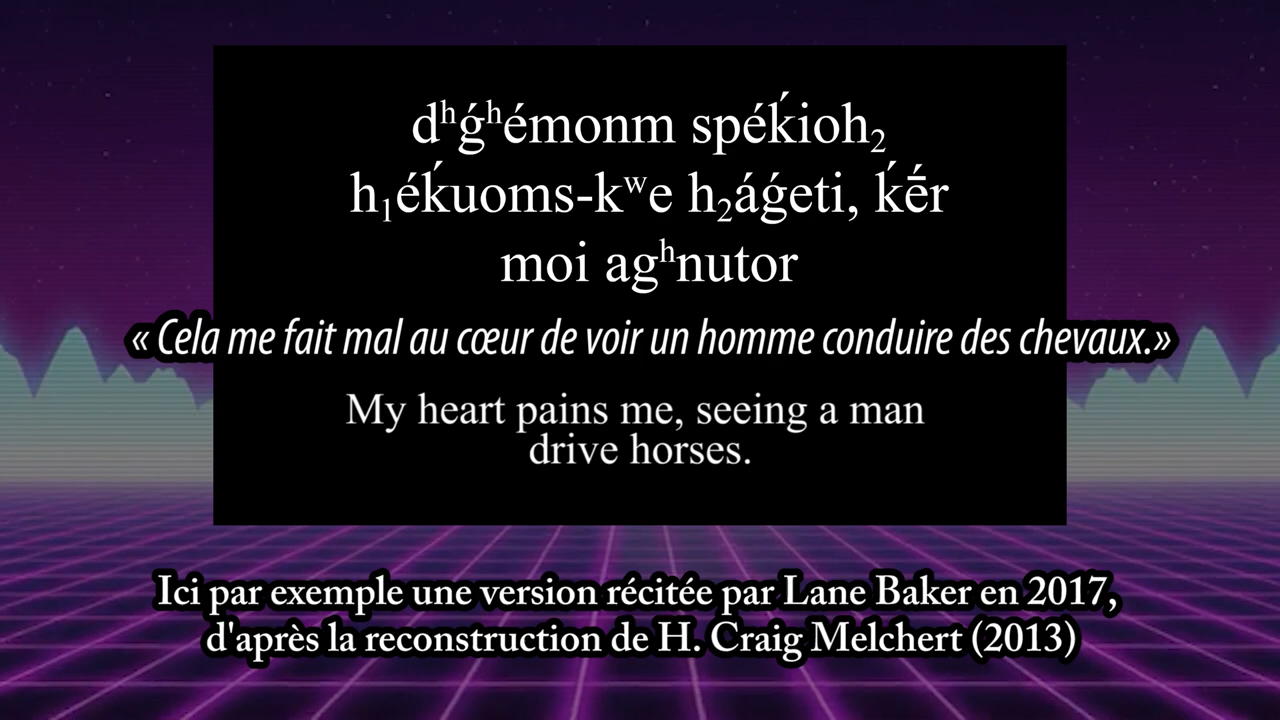 dʰǵʰémonm spéḱioh₂
h₁éḱuoms-kʷe h₂áǵeti, ḱḗr
moi agʰnutor
« Cela me fait mal au cœur de voir un homme conduire des chevaux.»
My heart pains me, seeing a man
drive horses.
Ici par exemple une version récitée par Lane Baker en 2017,
d'après la reconstruction de H. Craig Melchert (2013)